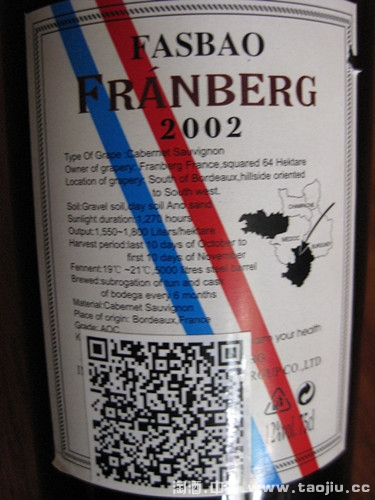 FASBAO
FRÁNBERG
2002
Type Of Grape :Cabernet Sauvignon
Owner of grapery: Franberg France,squared 64 Hektare
Location of grapery: South of Bordeaux,hillside oriented
to South west.
Soil:Gravel soil,clay soil And sand
Sunlight duration:1,270 hours
Output:1,550~1,800 Liters/hektare
Harvest period:last 10 days of October to
first 10 days of November
Fennent:19℃ ~21℃,5000 litres steel barrel
Brewed:subrogation of tun and cast
of bodega every 6 months
Material:Cabernet Sauvignon
Place of origin: Bordeaux,France
Grade: AOC
your health
CO.,LTD
CHAMPAGNE
MEDOC
BURGUNDY
12%vol.75cl
www.taojiu.cc